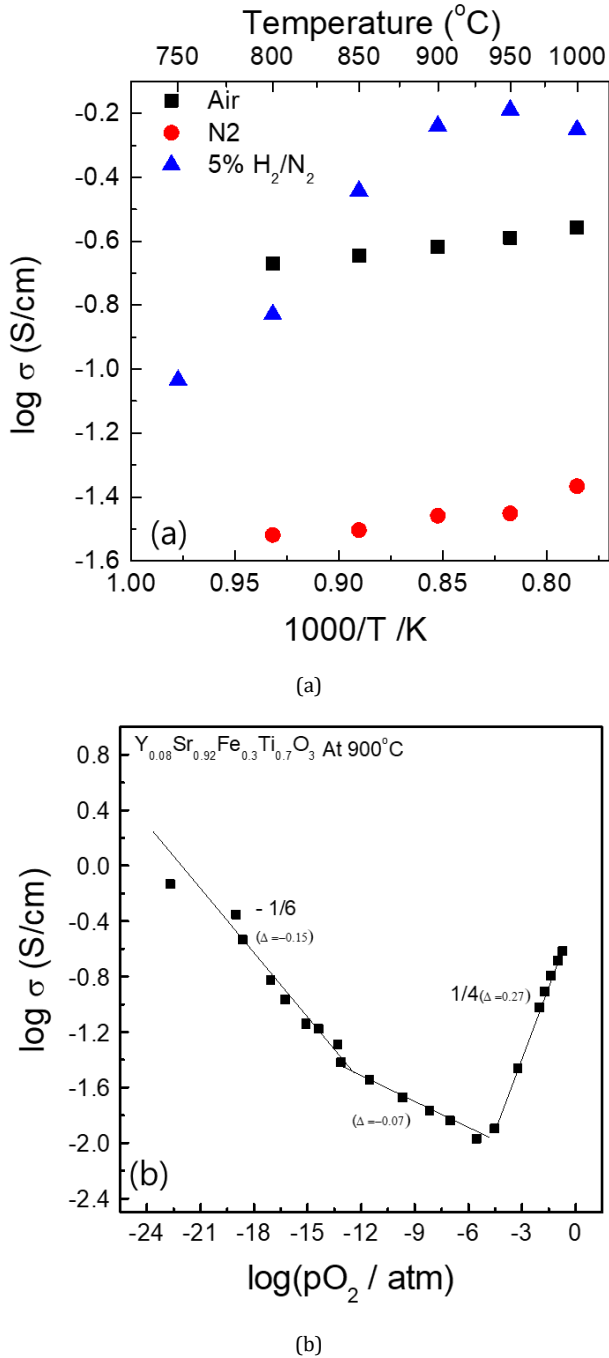 Temperature (°C)
750 800 850 900 950 1000
Air
N2
5% H₂/N₂
-0.2
-0.4
-0.6
-0.8
-1.0
-1.2
-1.4
-1.6
log σ (S/cm)
(a)
1.00 0.95 0.90 0.85 0.80
1000/T /K
(a)
Y₀.₀₈Sr₀.₉₂Fe₀.₃Ti₀.₇O₃ At 900°C
0.8
0.4
0.0
-0.4
-0.8
-1.2
-1.6
-2.0
-2.4
log σ (S/cm)
- 1/6
(Δ=-0.15)
1/4(Δ=0.27)
(Δ=-0.07)
(b)
-24 -21 -18 -15 -12 -9 -6 -3 0
log(pO₂ / atm)
(b)